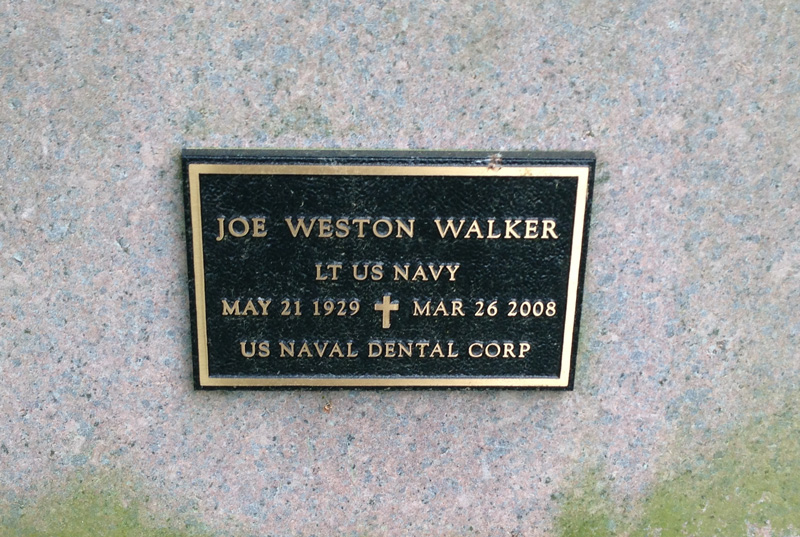 JOE WESTON WALKER
LT US NAVY
MAY 21 1929 MAR 26 2008
US NAVAL DENTAL CORP